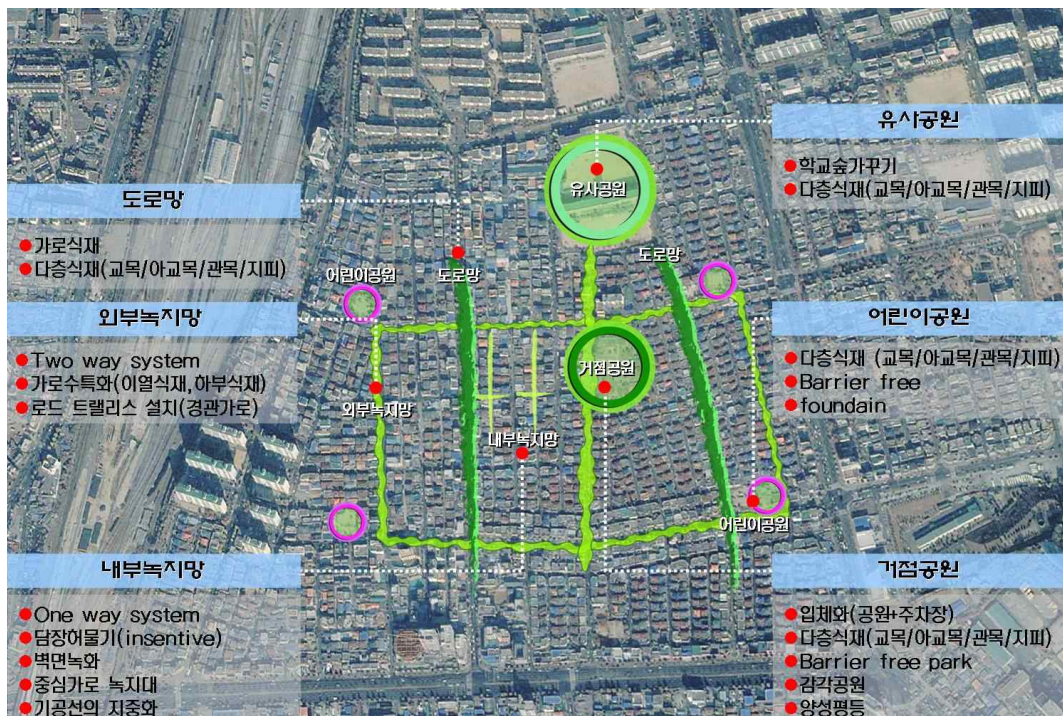 유사공원
학교숲가꾸기
다층식재(교목/아교목/관목/지피)
도로망
가로식재
다층식재(교목/아교목/관목/지피)
유사공원
어린이공원
도로망
도로망
외부녹지망
Two way system
가로수특화(이열식재,하부식재)
로드 트랠리스 설치(경관가로)
어린이공원
다층식재 (교목/아교목/관목/지피)
Barrier free
foundain
거점공원
외부녹지망
내부녹지망
어린이공원
내부녹지망
One way system
담장허물기(insentive)
벽면녹화
중심가로 녹지대
기공선의 지중화
거점공원
입체화(공원+주차장)
다층식재(교목/아교목/관목/지피)
Barrier free park
감각공원
양성평등